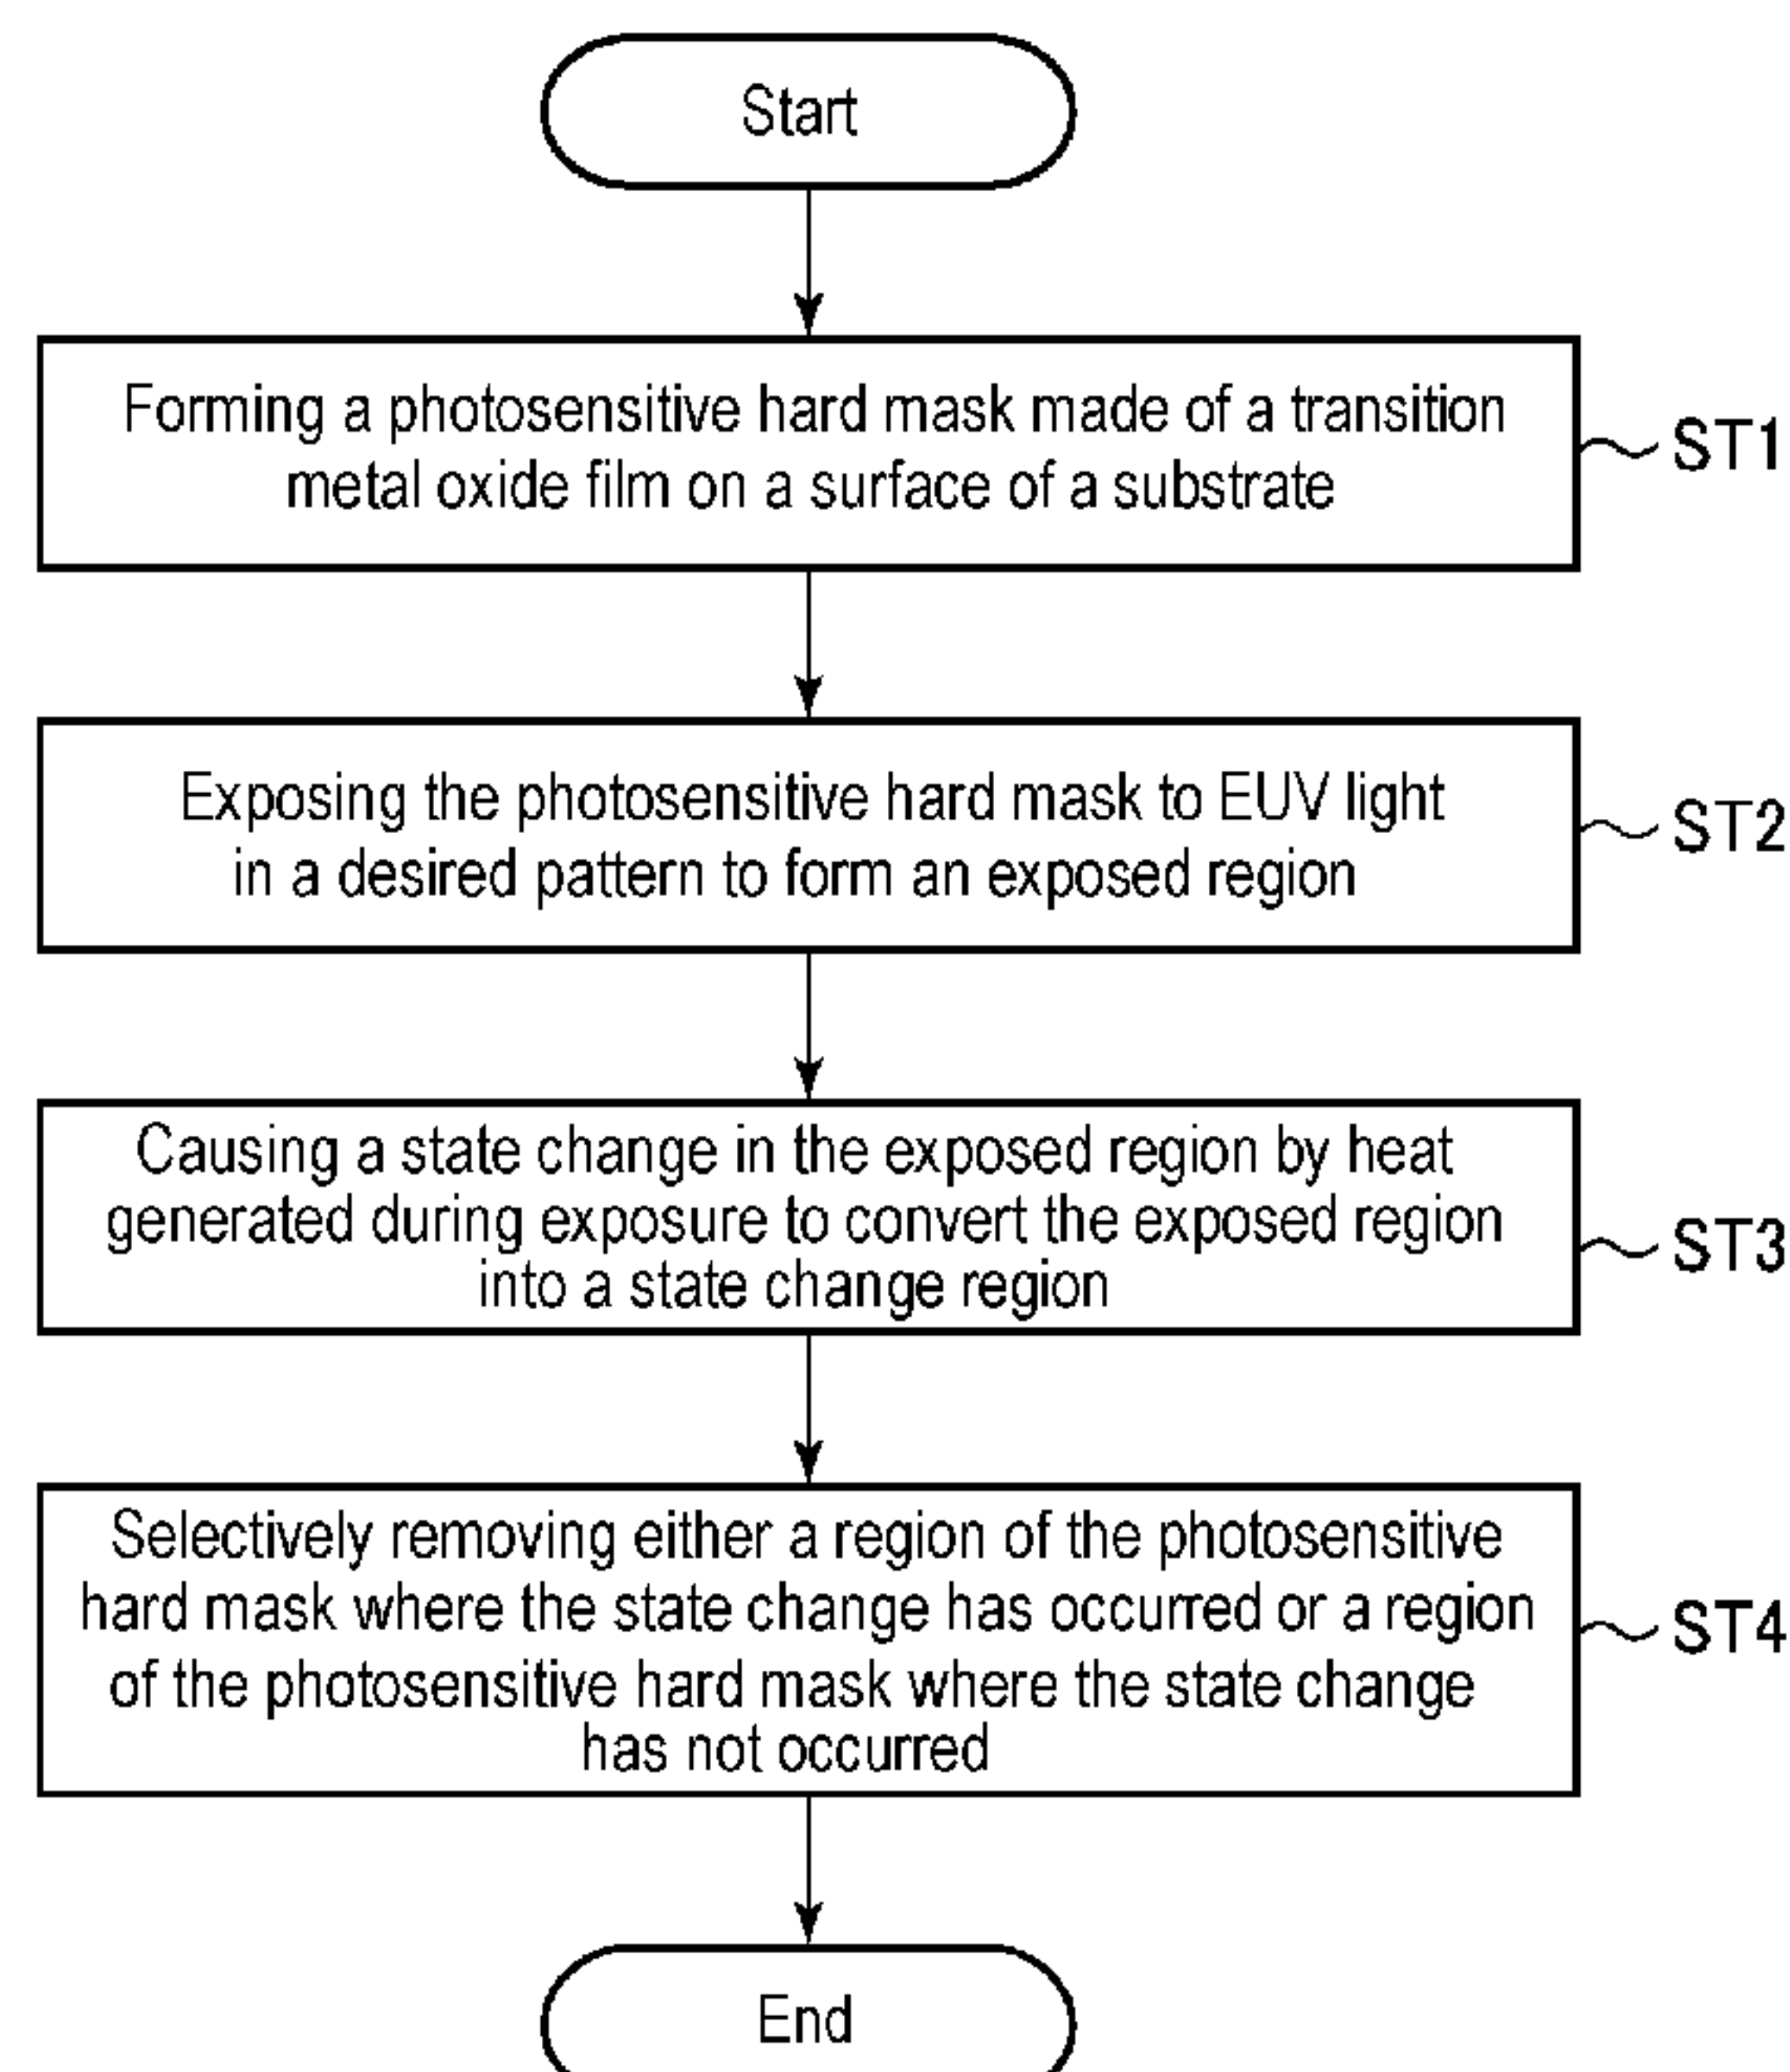 Start
Forming a photosensitive hard mask made of a transition
metal oxide film on a surface of a substrate
ST1
Exposing the photosensitive hard mask to EUV light
in a desired pattern to form an exposed region
ST2
Causing a state change in the exposed region by heat
generated during exposure to convert the exposed region
into a state change region
ST3
Selectively removing either a region of the photosensitive
hard mask where the state change has occurred or a region
of the photosensitive hard mask where the state change
has not occurred
ST4
End